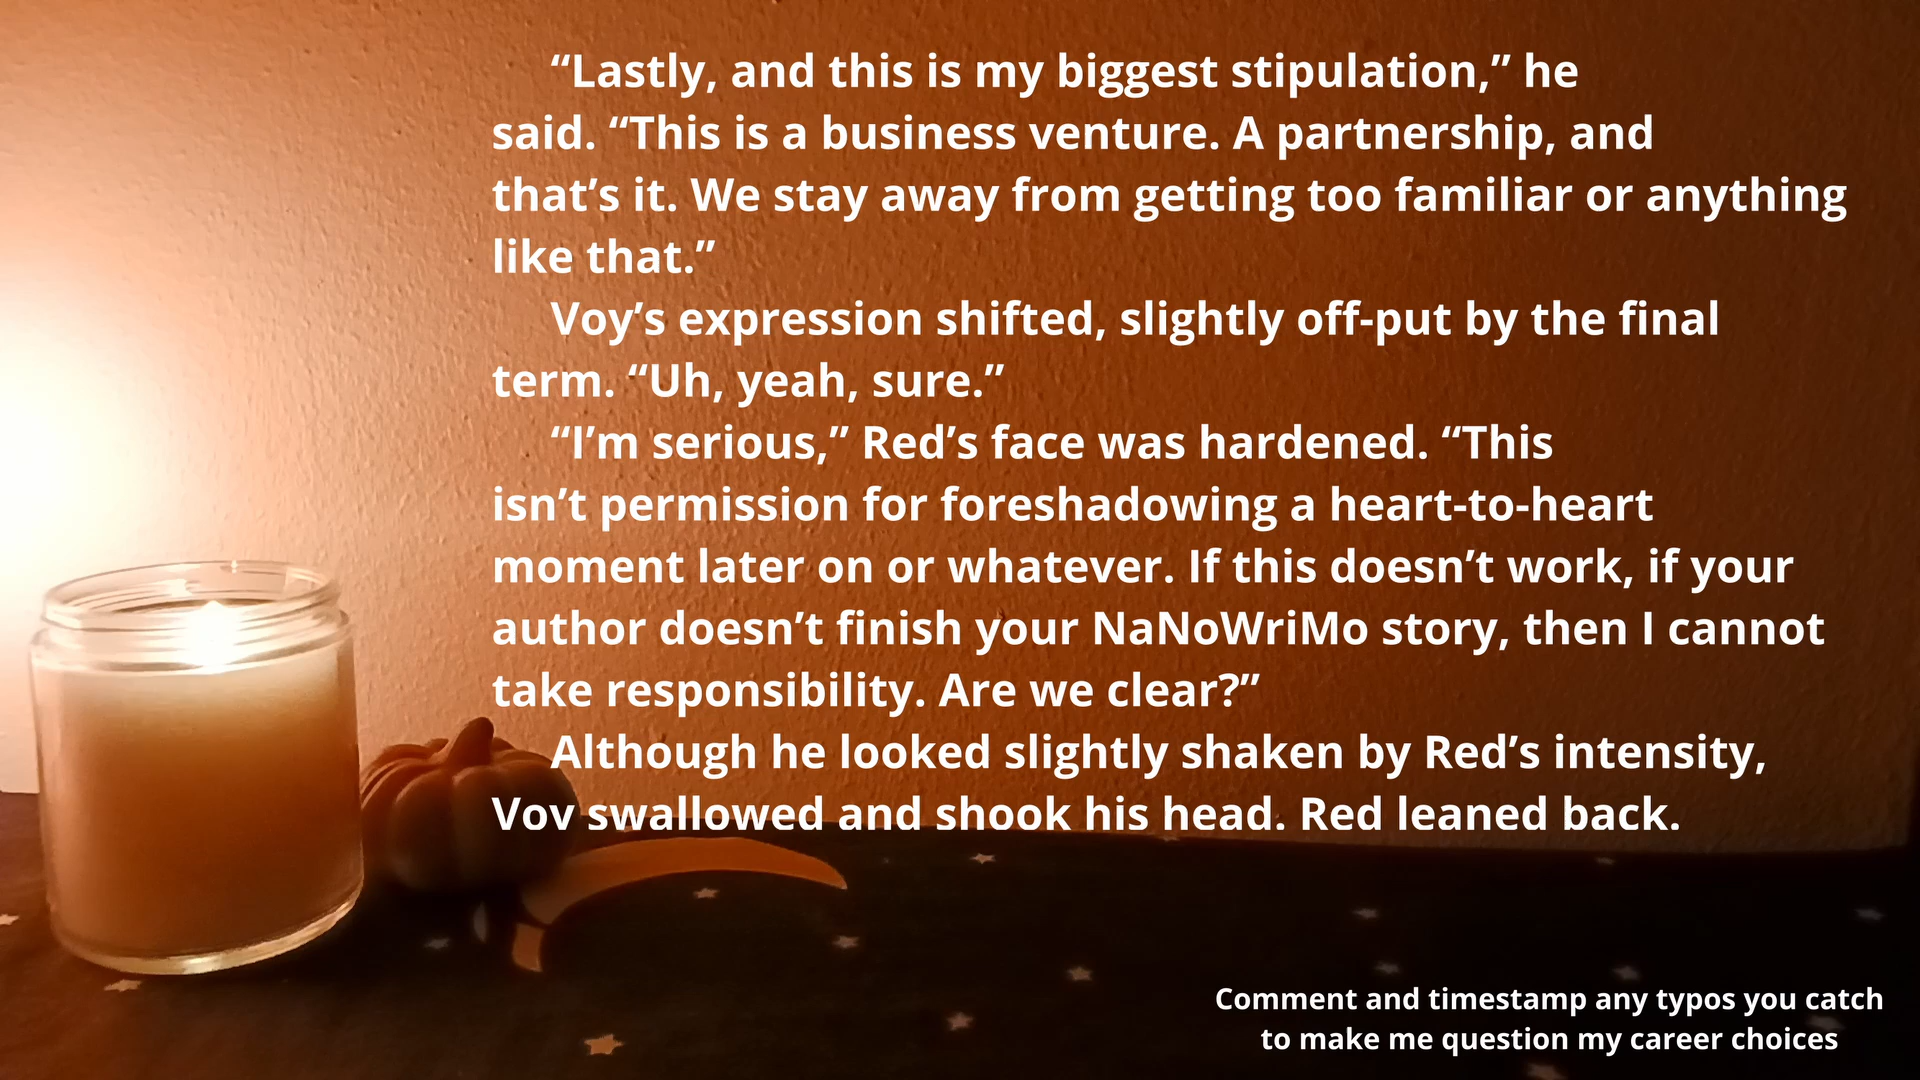 “Lastly, and this is my biggest stipulation,” he
said. “This is a business venture. A partnership, and
that’s it. We stay away from getting too familiar or anything
like that.”
Voy’s expression shifted, slightly off-put by the final
term. “Uh, yeah, sure.”
“I’m serious,” Red’s face was hardened. “This
isn’t permission for foreshadowing a heart-to-heart
moment later on or whatever. If this doesn’t work, if your
author doesn’t finish your NaNoWriMo story, then I cannot
take responsibility. Are we clear?”
Although he looked slightly shaken by Red’s intensity,
Voy swallowed and shook his head. Red leaned back.
Comment and timestamp any typos you catch
to make me question my career choices